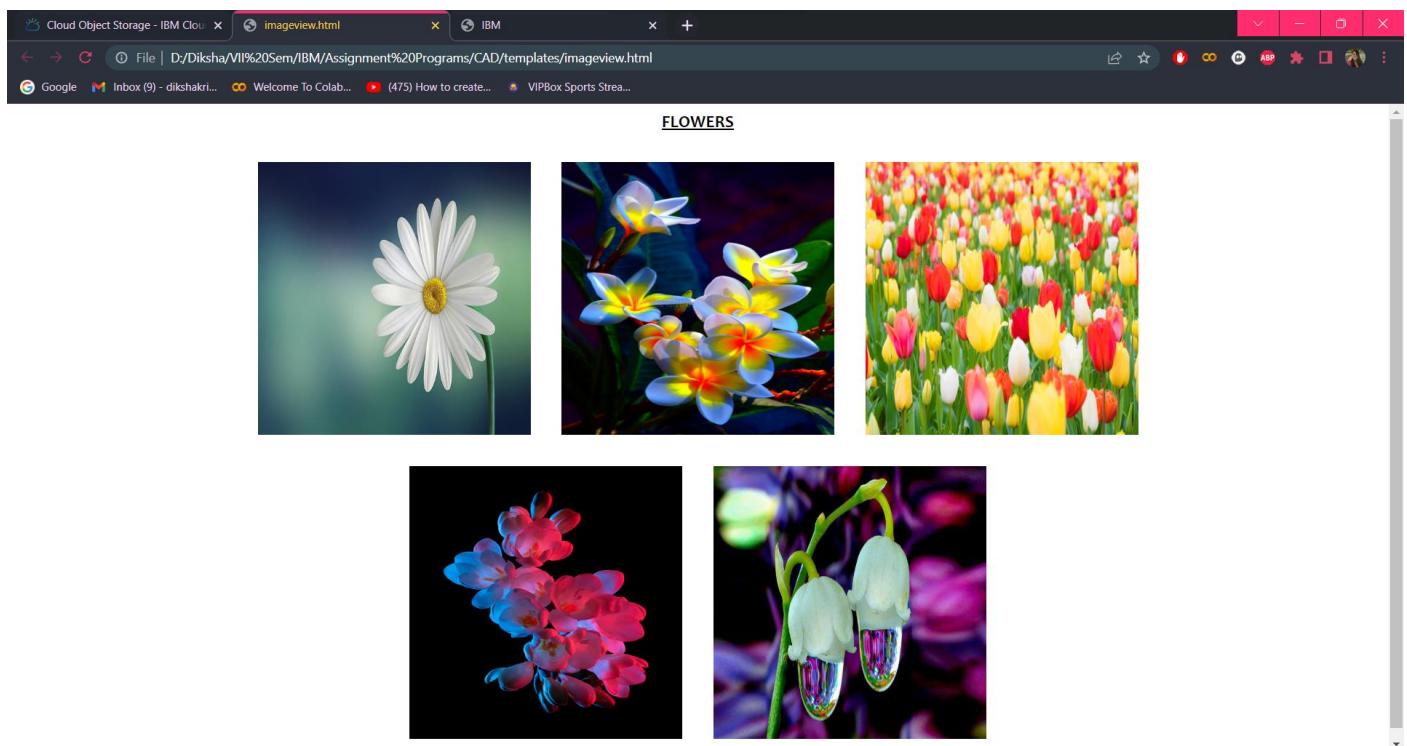 Cloud Object Storage - IBM Clou
imageview.html
IBM
File | D:/Diksha/VII%20Sem/IBM/Assignment%20Programs/CAD/templates/imageview.html
ABP
Google
Inbox (9) - dikshakri...
Welcome To Colab...
(475) How to create...
VIPBox Sports Strea...
FLOWERS